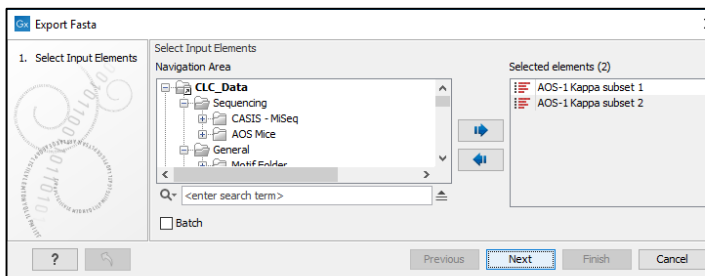 Gx Export Fasta
1. Select Input Elements
Select Input Elements
Navigation Area
CLC_Data
Sequencing
CASIS - MiSeq
AOS Mice
General
Motif Folder
<enter search term>
Batch
Selected elements (2)
AOS-1 Kappa subset 1
AOS-1 Kappa subset 2
?
Previous
Next
Finish
Cancel